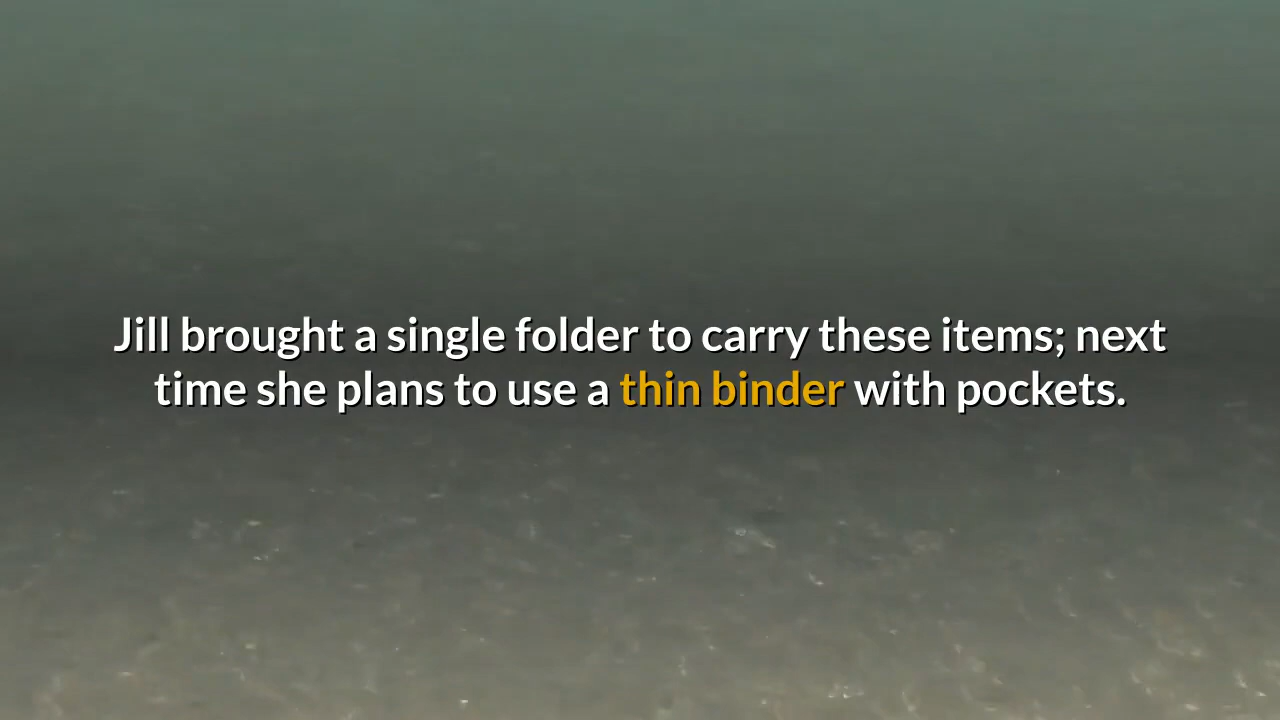 Jill brought a single folder to carry these items; next
time she plans to use a thin binder with pockets.